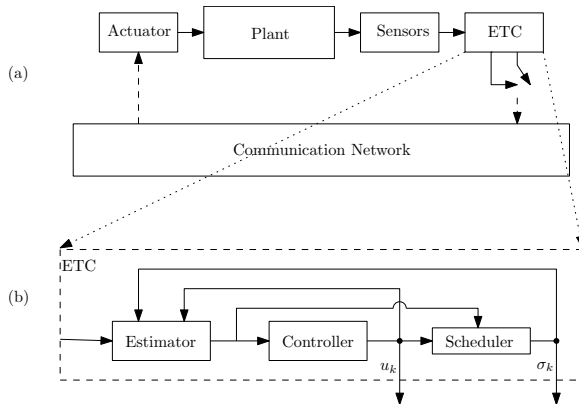 Actuator
Plant
Sensors
ETC
(a)
Communication Network
ETC
(b)
Estimator
Controller
Scheduler
u_k
σ_k